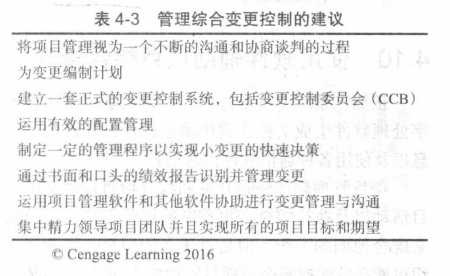 表 4-3 管理综合变更控制的建议
将项目管理视为一个不断的沟通和协商谈判的过程
为变更编制计划
建立一套正式的变更控制系统，包括变更控制委员会（CCB）
运用有效的配置管理
制定一定的管理程序以实现小变更的快速决策
通过书面和口头的绩效报告识别并管理变更
运用项目管理软件和其他软件协助进行变更管理与沟通
集中精力领导项目团队并且实现所有的项目目标和期望
© Cengage Learning 2016